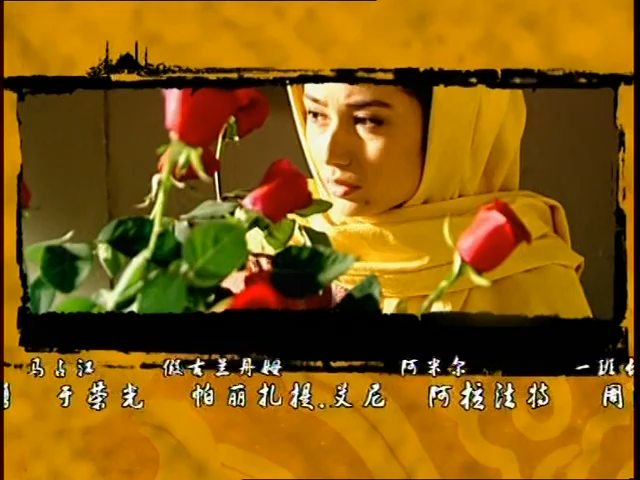 马占江 假古兰丹姆 阿米尔 一班
于荣光 帕丽扎提.艾尼 阿拉法特 周